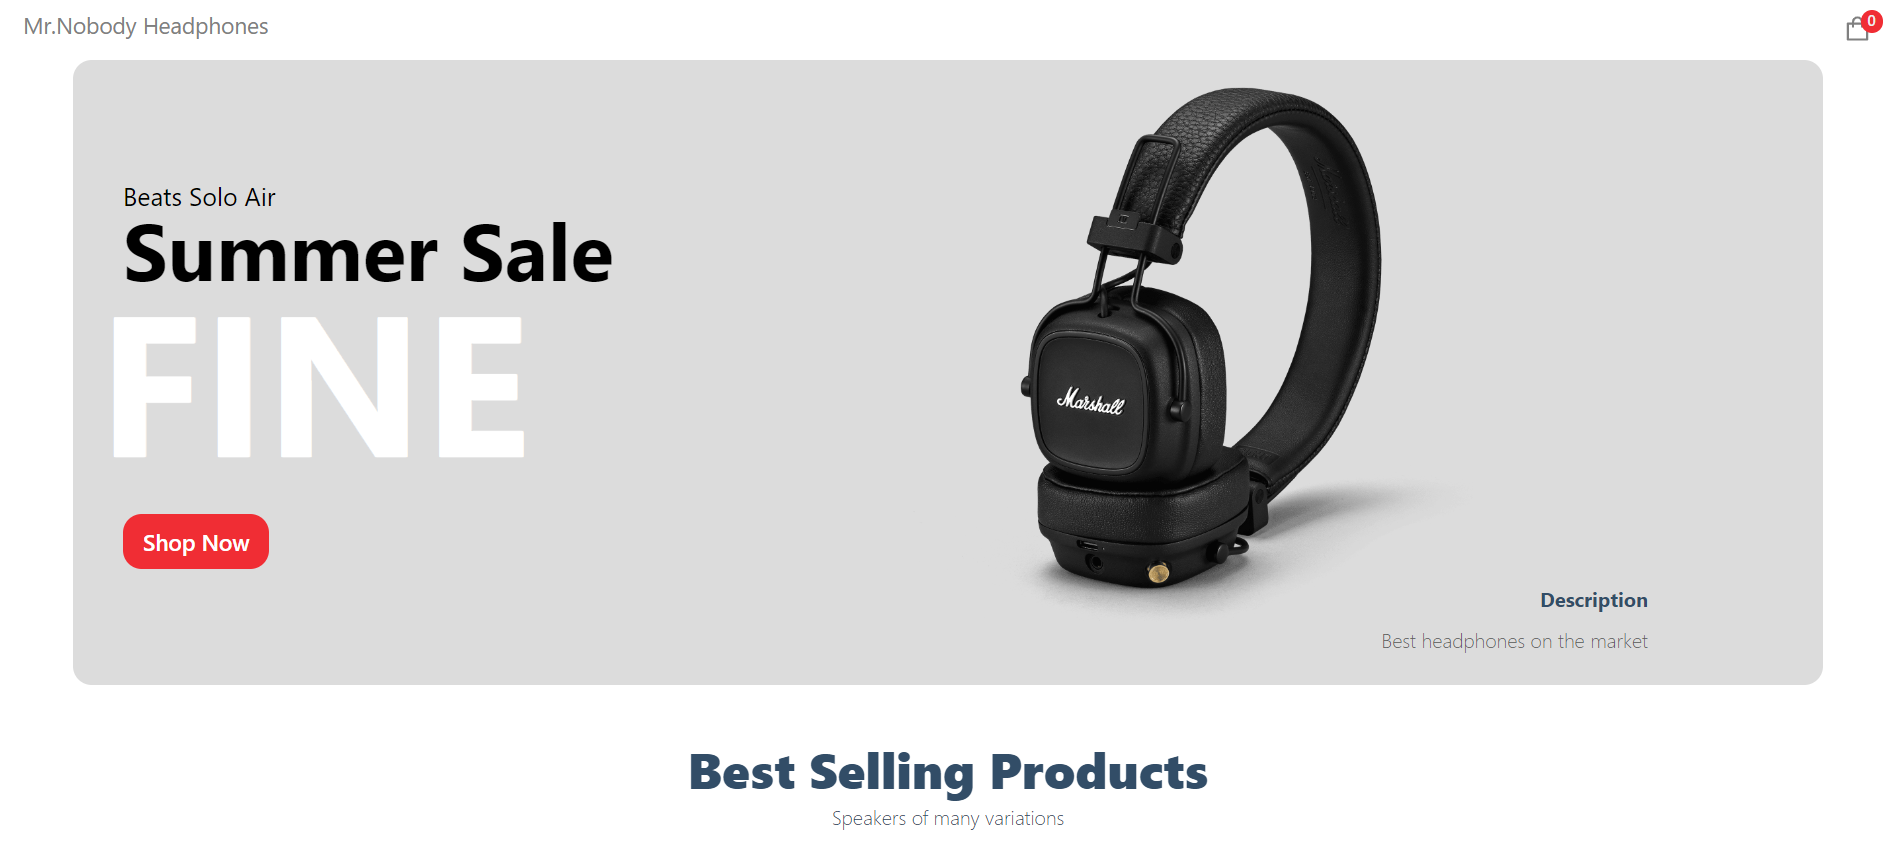 Mr.Nobody Headphones
0
Beats Solo Air
Summer Sale
FINE
Shop Now
Marshall
Description
Best headphones on the market
Best Selling Products
Speakers of many variations